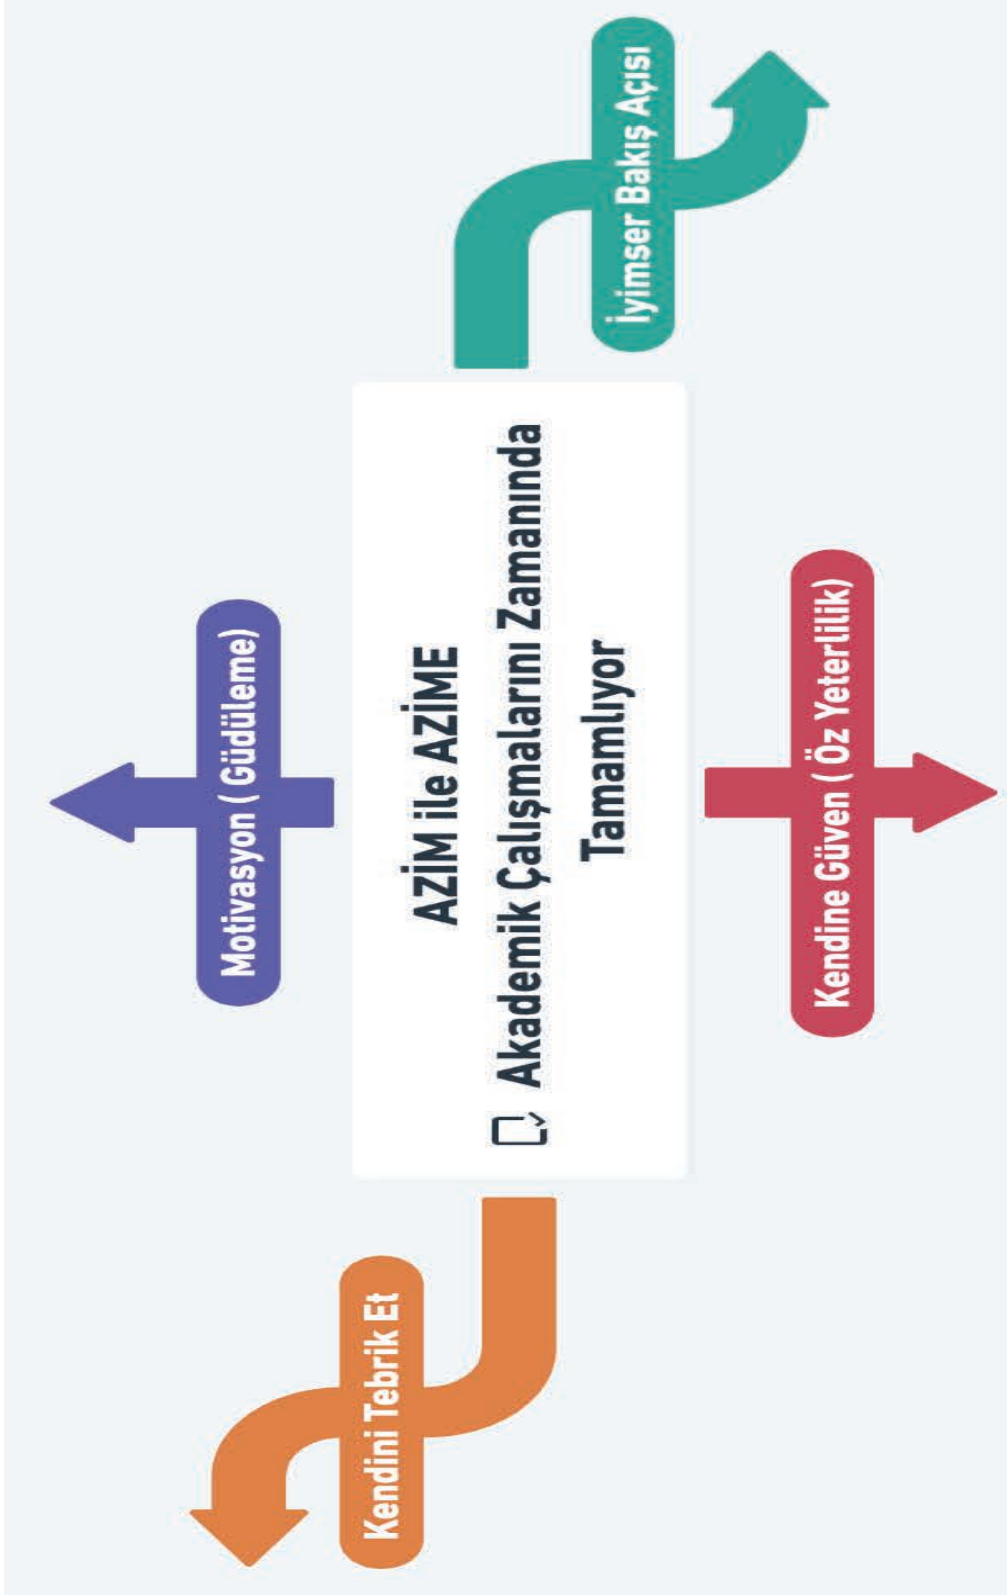 Motivasyon ( Güdüleme)
Kendini Tebrik Et
AZİM ile AZİME
Akademik Çalışmalarını Zamanında
Tamamlıyor
İyimser Bakış Açısı
Kendine Güven ( Öz Yeterlilik)